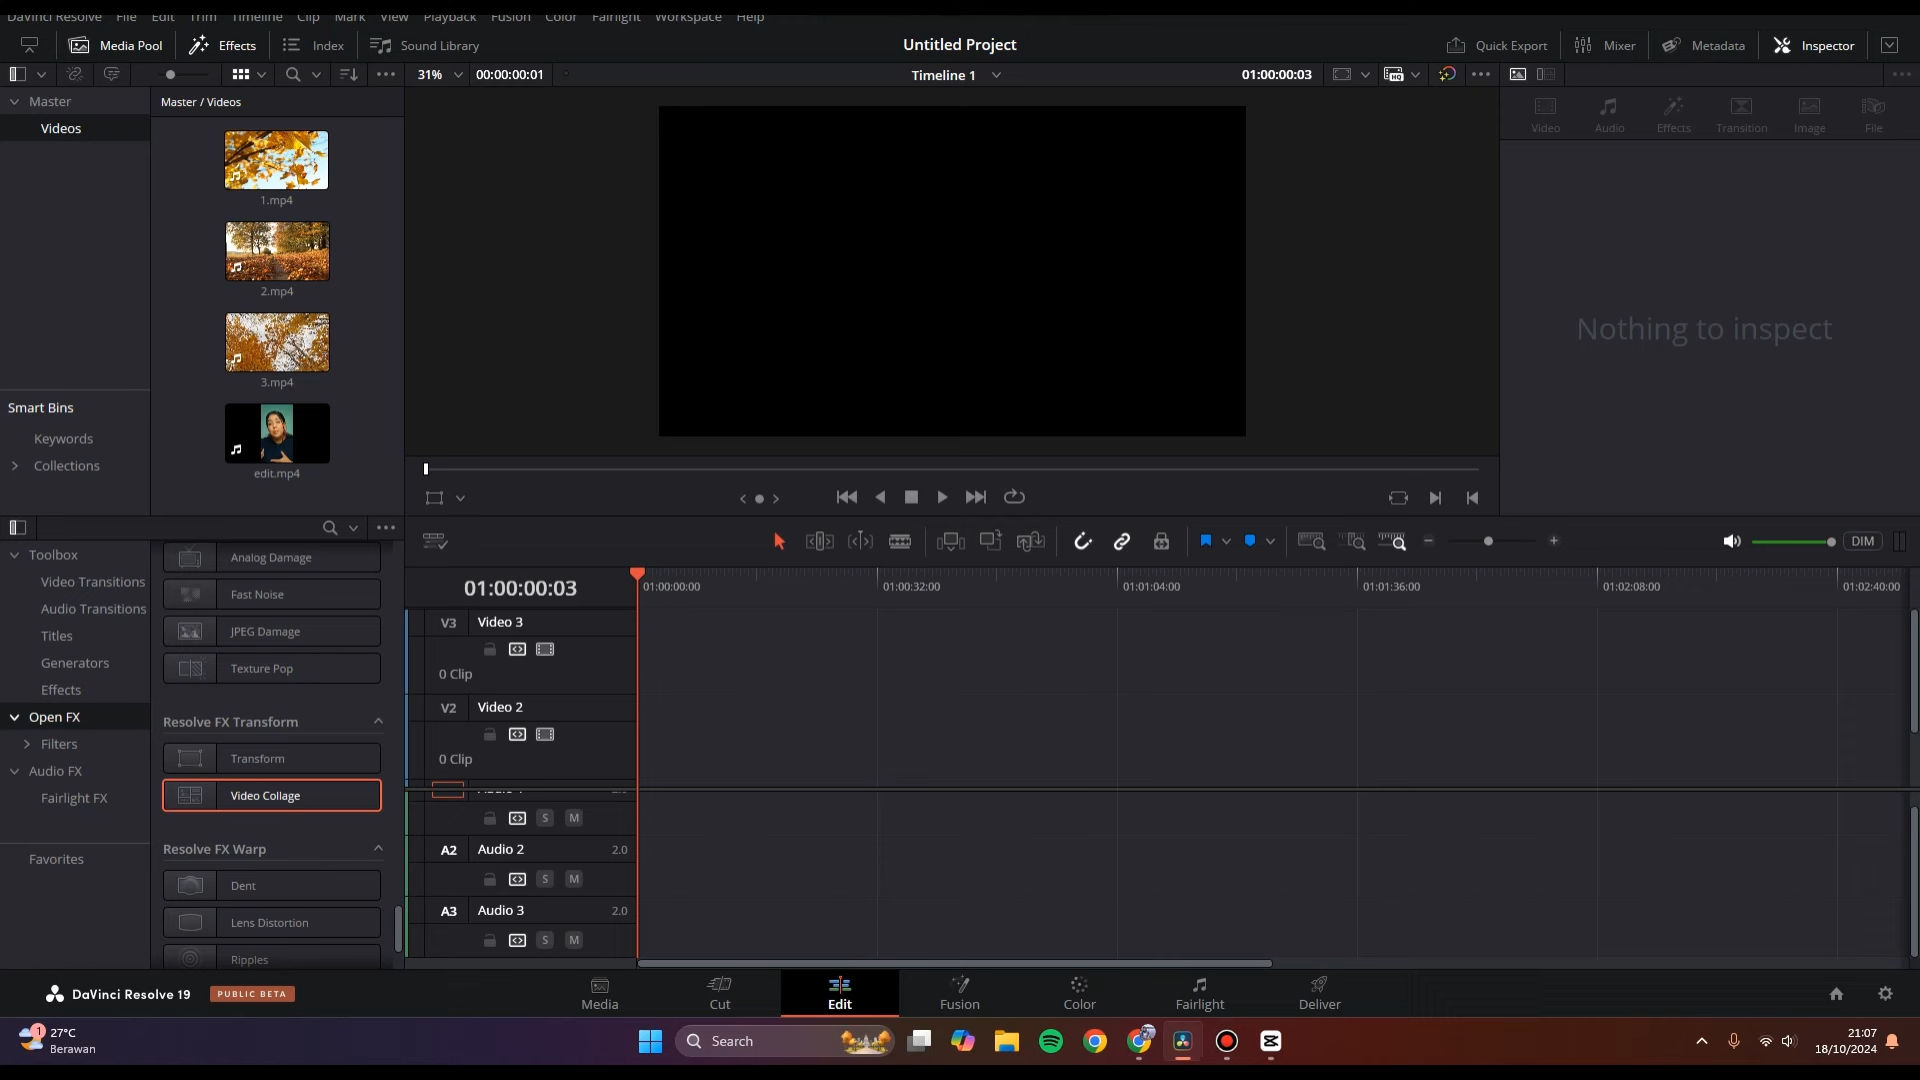 DaVinci Resolve File Edit Trim Timeline Clip Mark View Playback Fusion Color Fairlight Workspace Help
Media Pool Effects Index Sound Library Untitled Project Quick Export Mixer Metadata Inspector
31% 00:00:00:01 Timeline 1 01:00:00:03
Master Master / Videos
Videos
Video Audio Effects Transition Image File
1.mp4
2.mp4
Nothing to inspect
3.mp4
Smart Bins
Keywords
Collections
edit.mp4
Toolbox
Video Transitions
Audio Transitions
Titles
Generators
Effects
Open FX
Filters
Audio FX
Fairlight FX
Favorites
Analog Damage
Fast Noise
JPEG Damage
Texture Pop
Resolve FX Transform
Transform
Video Collage
Resolve FX Warp
Dent
Lens Distortion
Ripples
DIM
01:00:00:03 01:00:00:00 01:00:32:00 01:01:04:00 01:01:36:00 01:02:08:00 01:02:40:00
V3 Video 3
0 Clip
V2 Video 2
0 Clip
S M
A2 Audio 2 2.0
S M
A3 Audio 3 2.0
S M
DaVinci Resolve 19 PUBLIC BETA Media Cut Edit Fusion Color Fairlight Deliver
1 27°C
Berawan
Search
21:07
18/10/2024